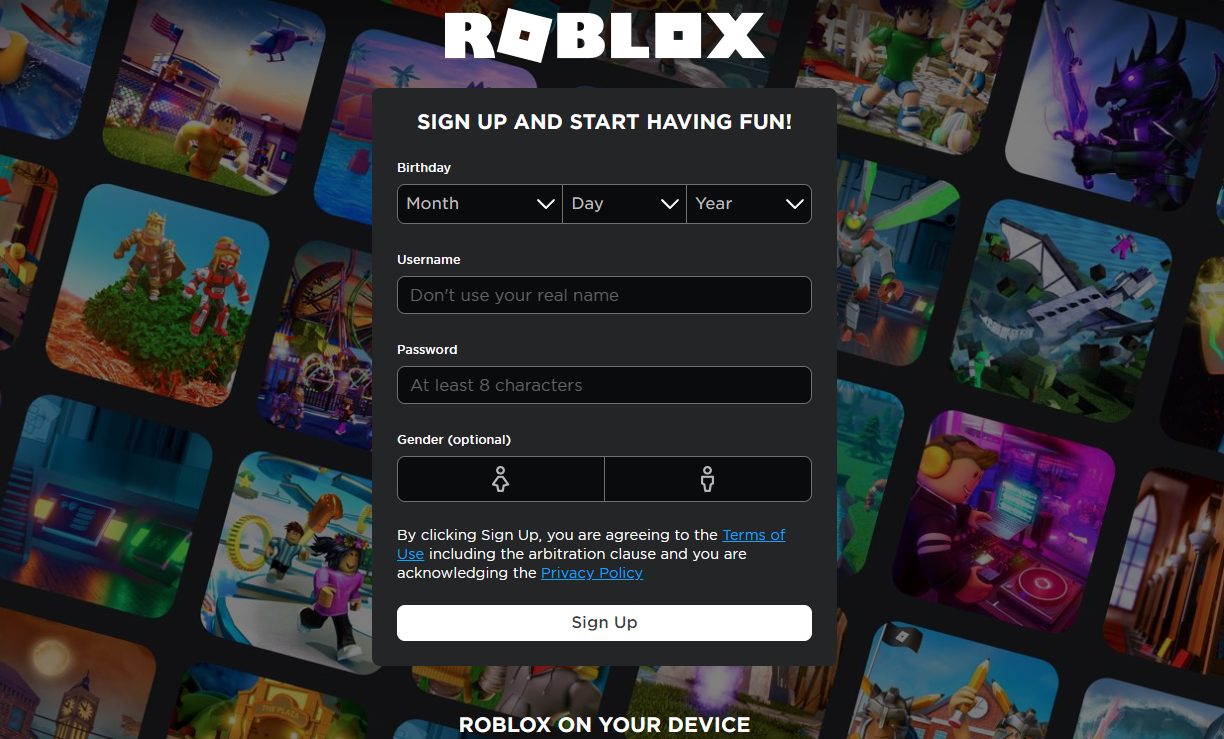 ROBLOX
SIGN UP AND START HAVING FUN!
Birthday
Month Day Year
Username
Don't use your real name
Password
At least 8 characters
Gender (optional)
By clicking Sign Up, you are agreeing to the Terms of
Use including the arbitration clause and you are
acknowledging the Privacy Policy
Sign Up
ROBLOX ON YOUR DEVICE